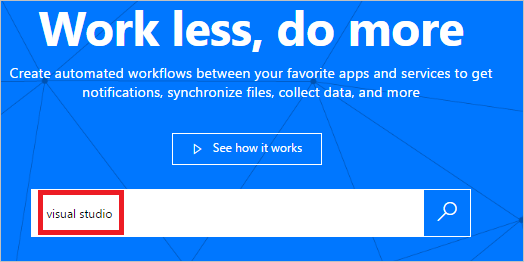 Work less, do more
Create automated workflows between your favorite apps and services to get
notifications, synchronize files, collect data, and more
See how it works
visual studio